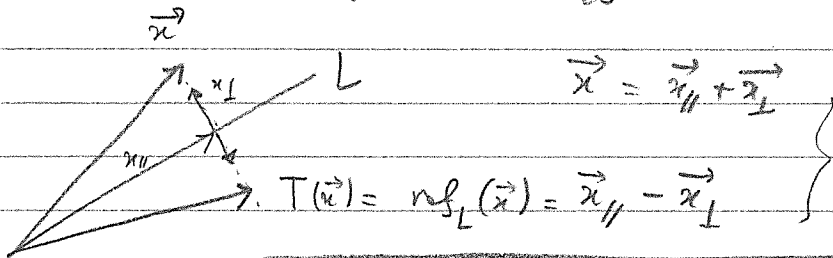 x⃗
x⊥
L
x⃗ = x⃗∥ + x⃗⊥
x∥
T(x⃗) = ref_L(x⃗) = x⃗∥ - x⃗⊥